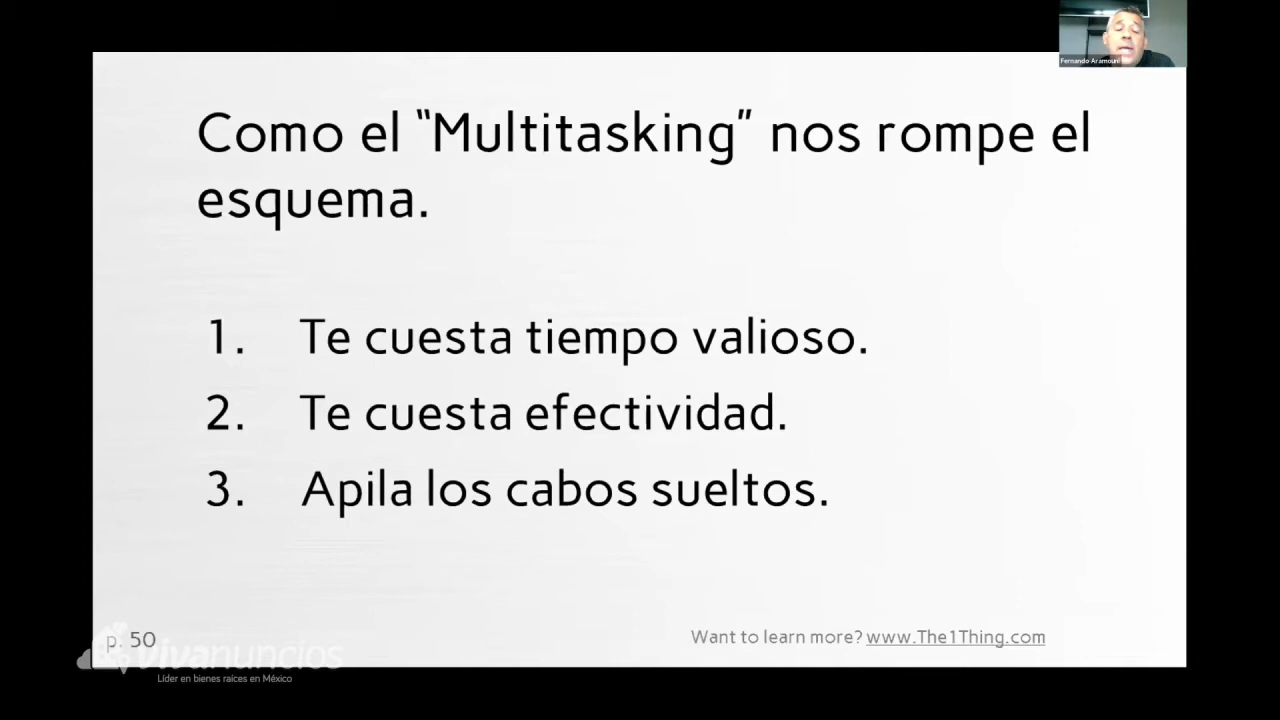 Fernando Aramouni
Como el “Multitasking” nos rompe el
esquema.
1. Te cuesta tiempo valioso.
2. Te cuesta efectividad.
3. Apila los cabos sueltos.
p. 50
Want to learn more? www.The1Thing.com
vivanuncios
Líder en bienes raíces en México